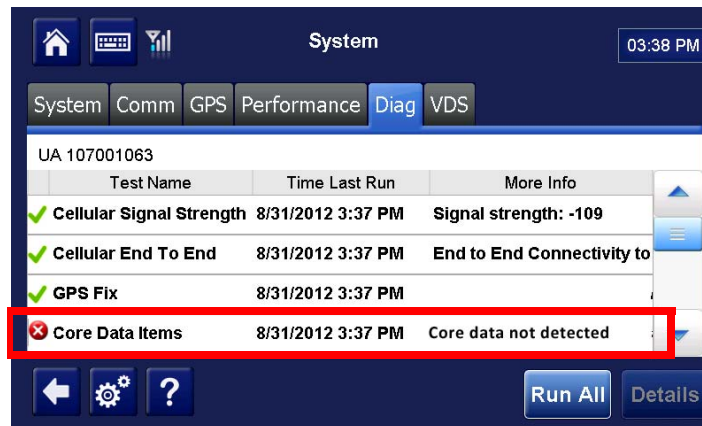 System
03:38 PM
System Comm GPS Performance Diag VDS
UA 107001063
Test Name Time Last Run More Info
Cellular Signal Strength 8/31/2012 3:37 PM Signal strength: -109
Cellular End To End 8/31/2012 3:37 PM End to End Connectivity to
GPS Fix 8/31/2012 3:37 PM
Core Data Items 8/31/2012 3:37 PM Core data not detected
? Run All Details